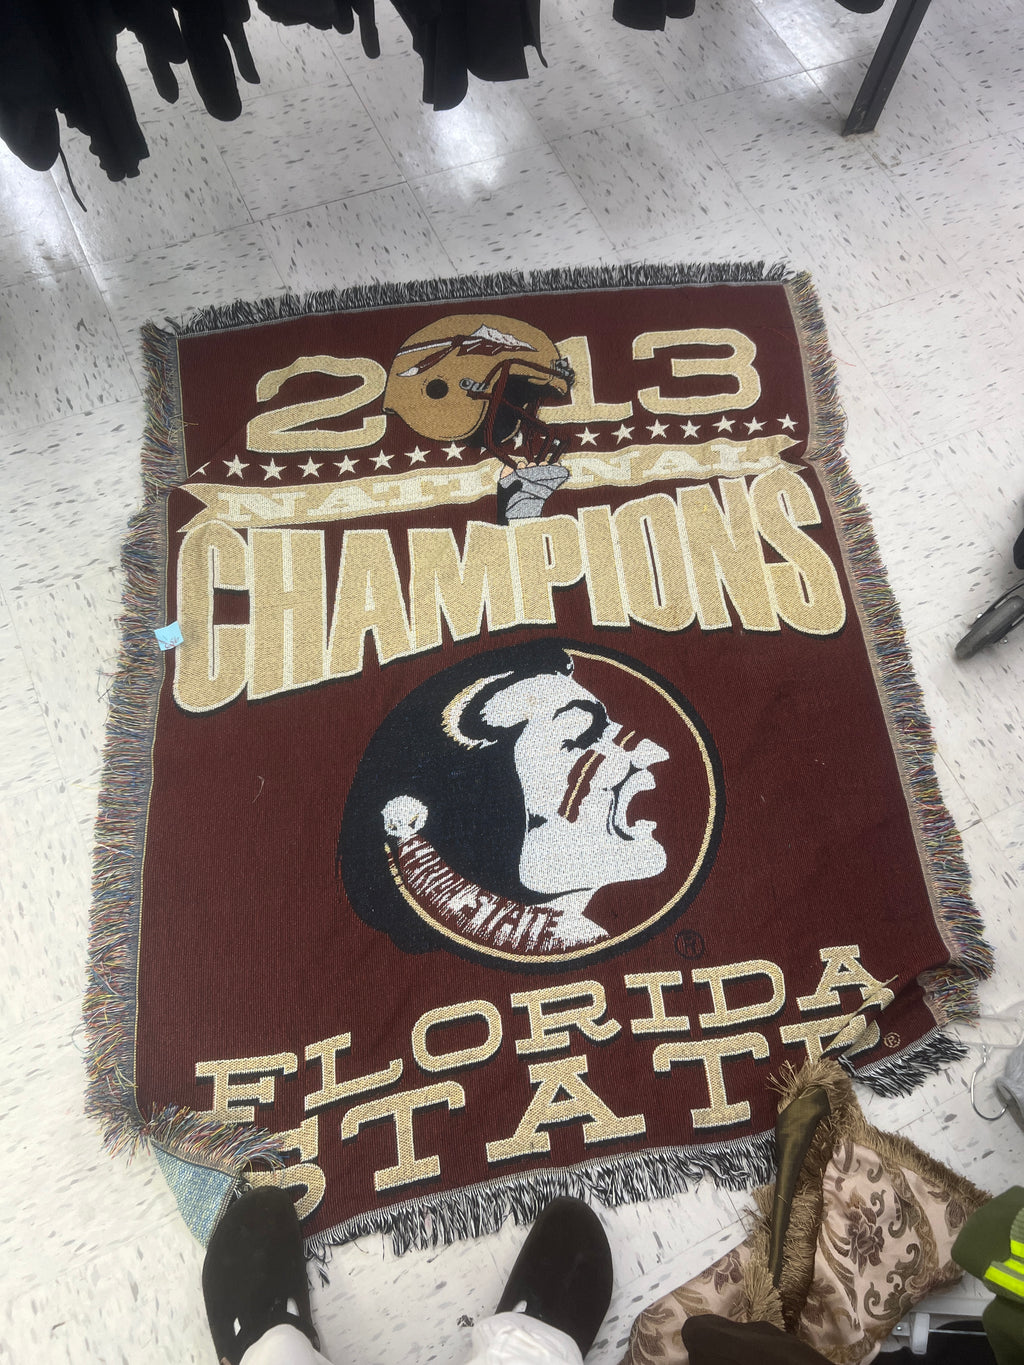 2013
NATIONAL
CHAMPIONS
FLORIDA STATE
®
FLORIDA
STATE
®